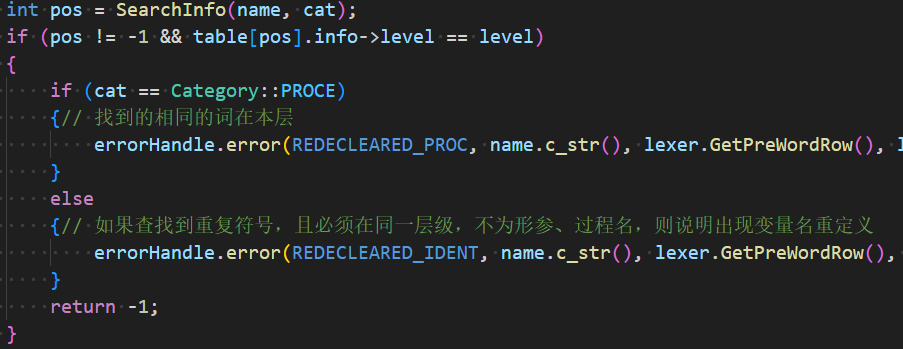 int pos = SearchInfo(name, cat);
if (pos != -1 && table[pos].info->level == level)
{
    if (cat == Category::PROCE)
    {// 找到的相同的词在本层
        errorHandle.error(REDECLEARED_PROC, name.c_str(), lexer.GetPreWordRow(), l
    }
    else
    {// 如果查找到重复符号，且必须在同一层级，不为形参、过程名，则说明出现变量名重定义
        errorHandle.error(REDECLEARED_IDENT, name.c_str(), lexer.GetPreWordRow(),
    }
    return -1;
}